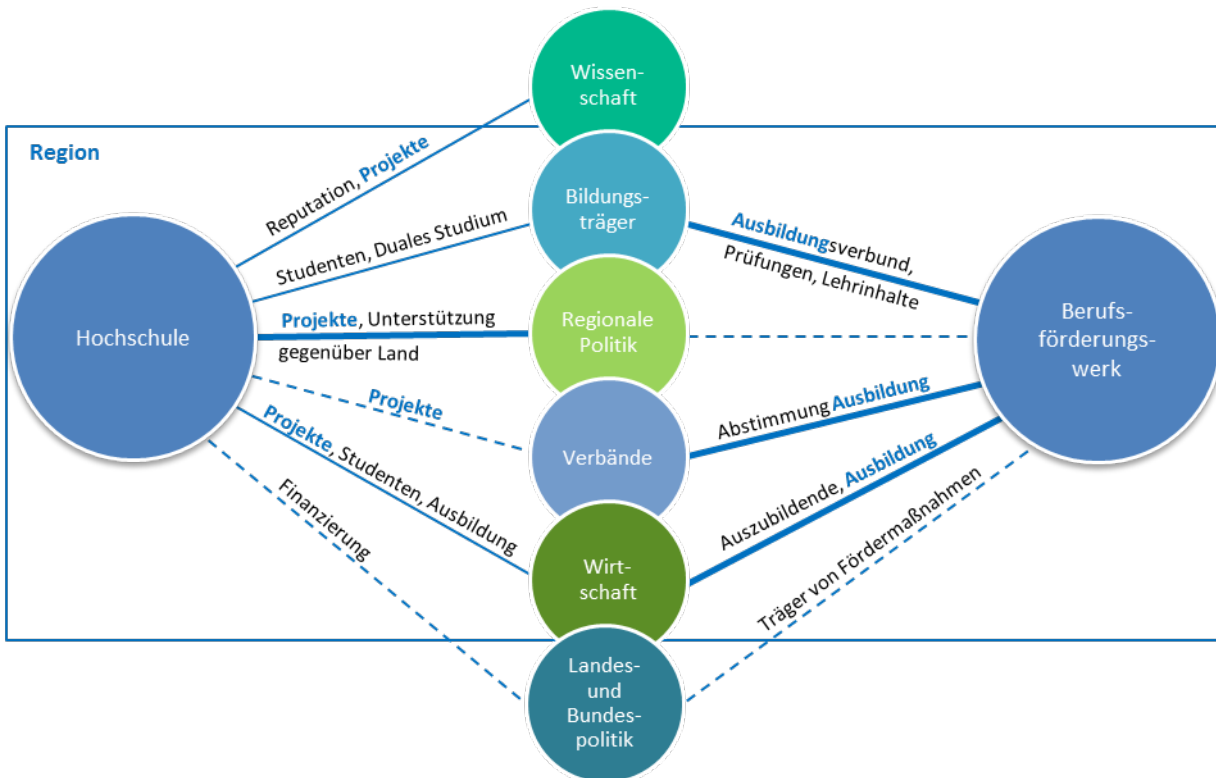 Wissen-
schaft
Region
Reputation, Projekte
Bildungs-
träger
Studenten, Duales Studium
Ausbildungsverbund,
Prüfungen, Lehrinhalte
Hochschule
Projekte, Unterstützung
gegenüber Land
Regionale
Politik
Berufs-
förderungs-
werk
Projekte
Verbände
Abstimmung Ausbildung
Projekte, Studenten, Ausbildung
Auszubildende, Ausbildung
Finanzierung
Wirt-
schaft
Träger von Fördermaßnahmen
Landes-
und
Bundes-
politik